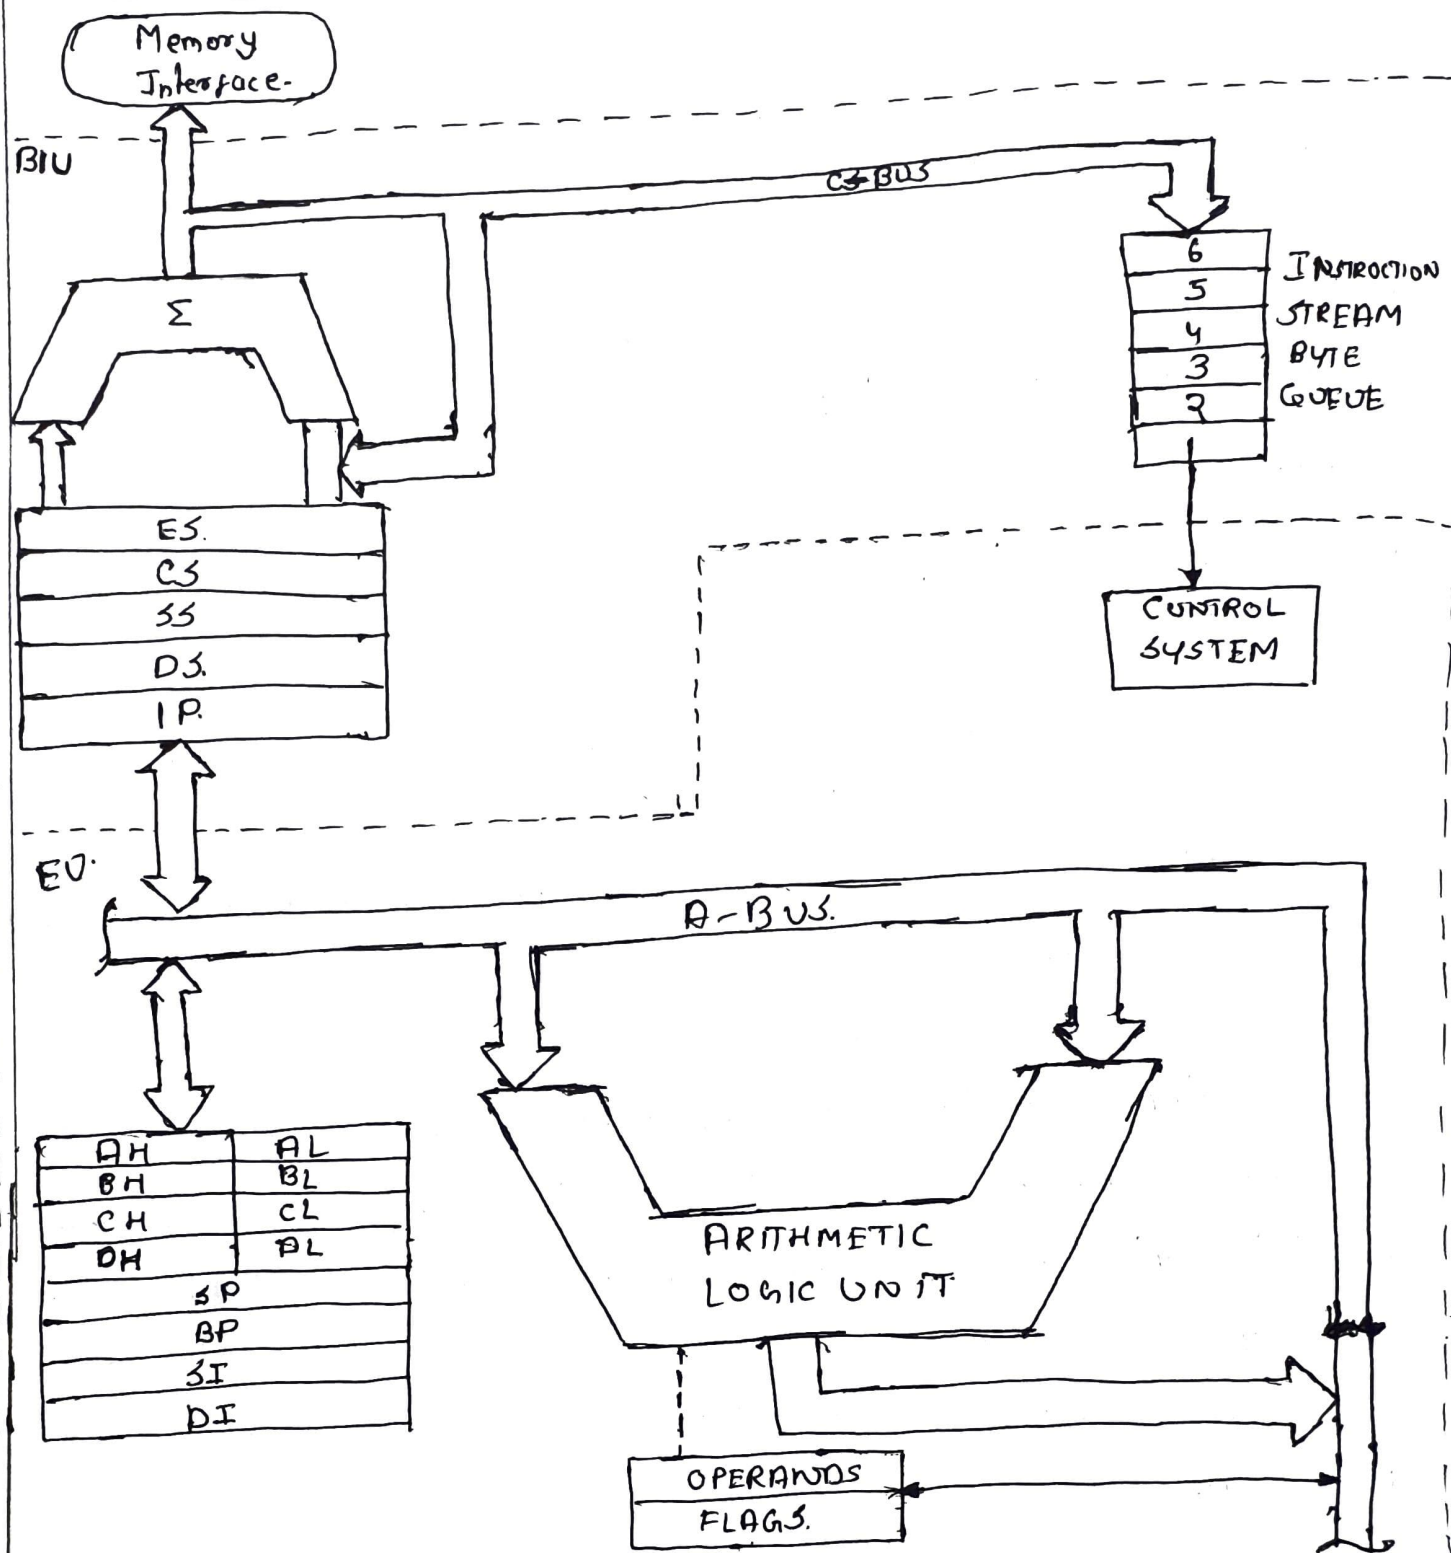 Memory
Interface.
BIU
CS-BUS
6
5
4
3
2
INSTROCTION
STREAM
BYTE
QUEUE
Σ
ES.
CS
SS
DS.
IP.
CONTROL
SYSTEM
EU.
A-BUS.
AH AL
BH BL
CH CL
DH DL
SP
BP
SI
DI
ARITHMETIC
LOGIC UNIT
OPERANDS
FLAGS.